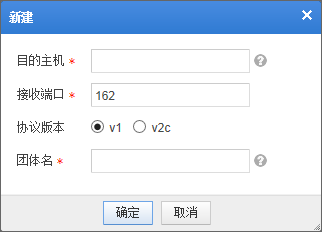 新建
目的主机 *
接收端口 * 162
协议版本 v1 v2c
团体名 *
确定 取消